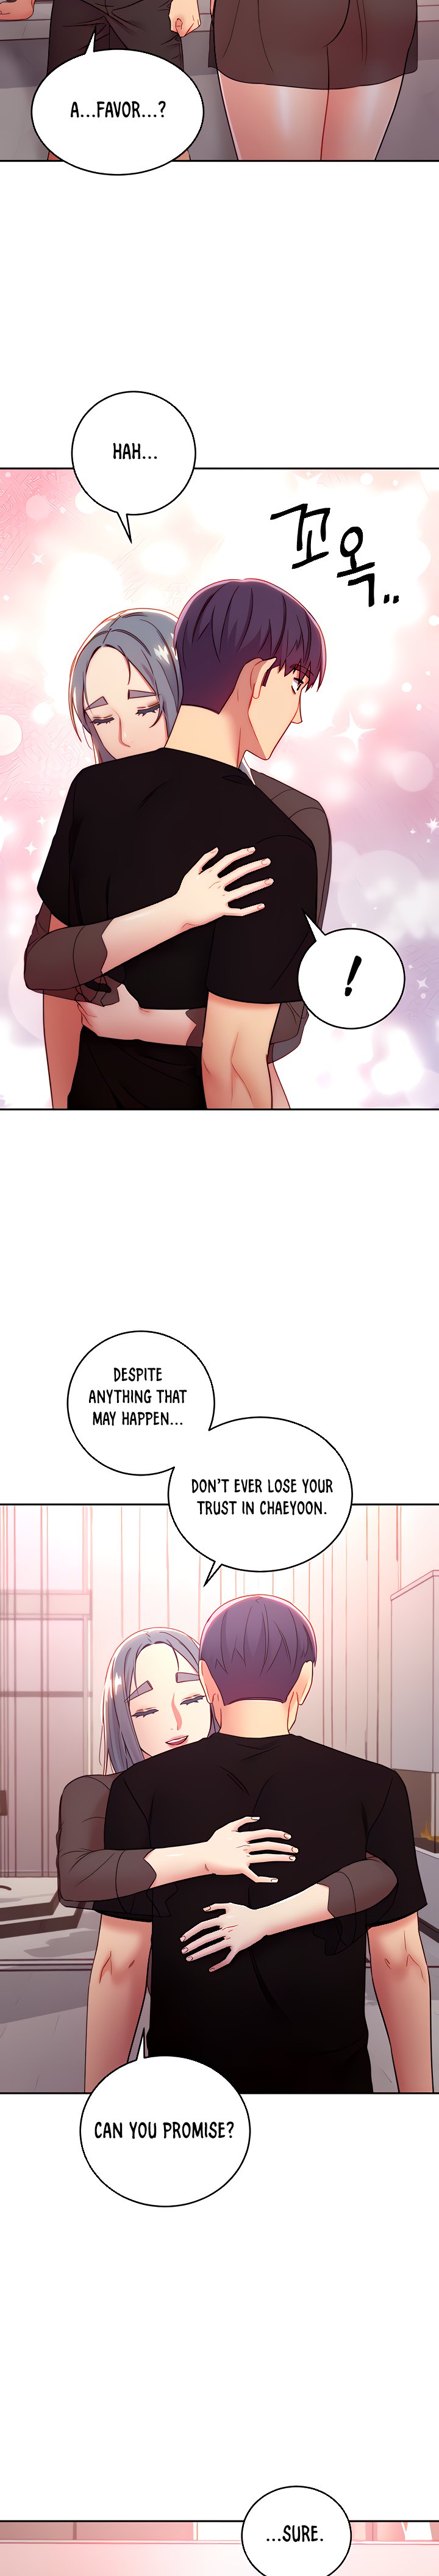 A...FAVOR...?
HAH...
꼬옥..
!
DESPITE
ANYTHING THAT
MAY HAPPEN...
DON'T EVER LOSE YOUR
TRUST IN CHAEYOON.
CAN YOU PROMISE?
...SURE.